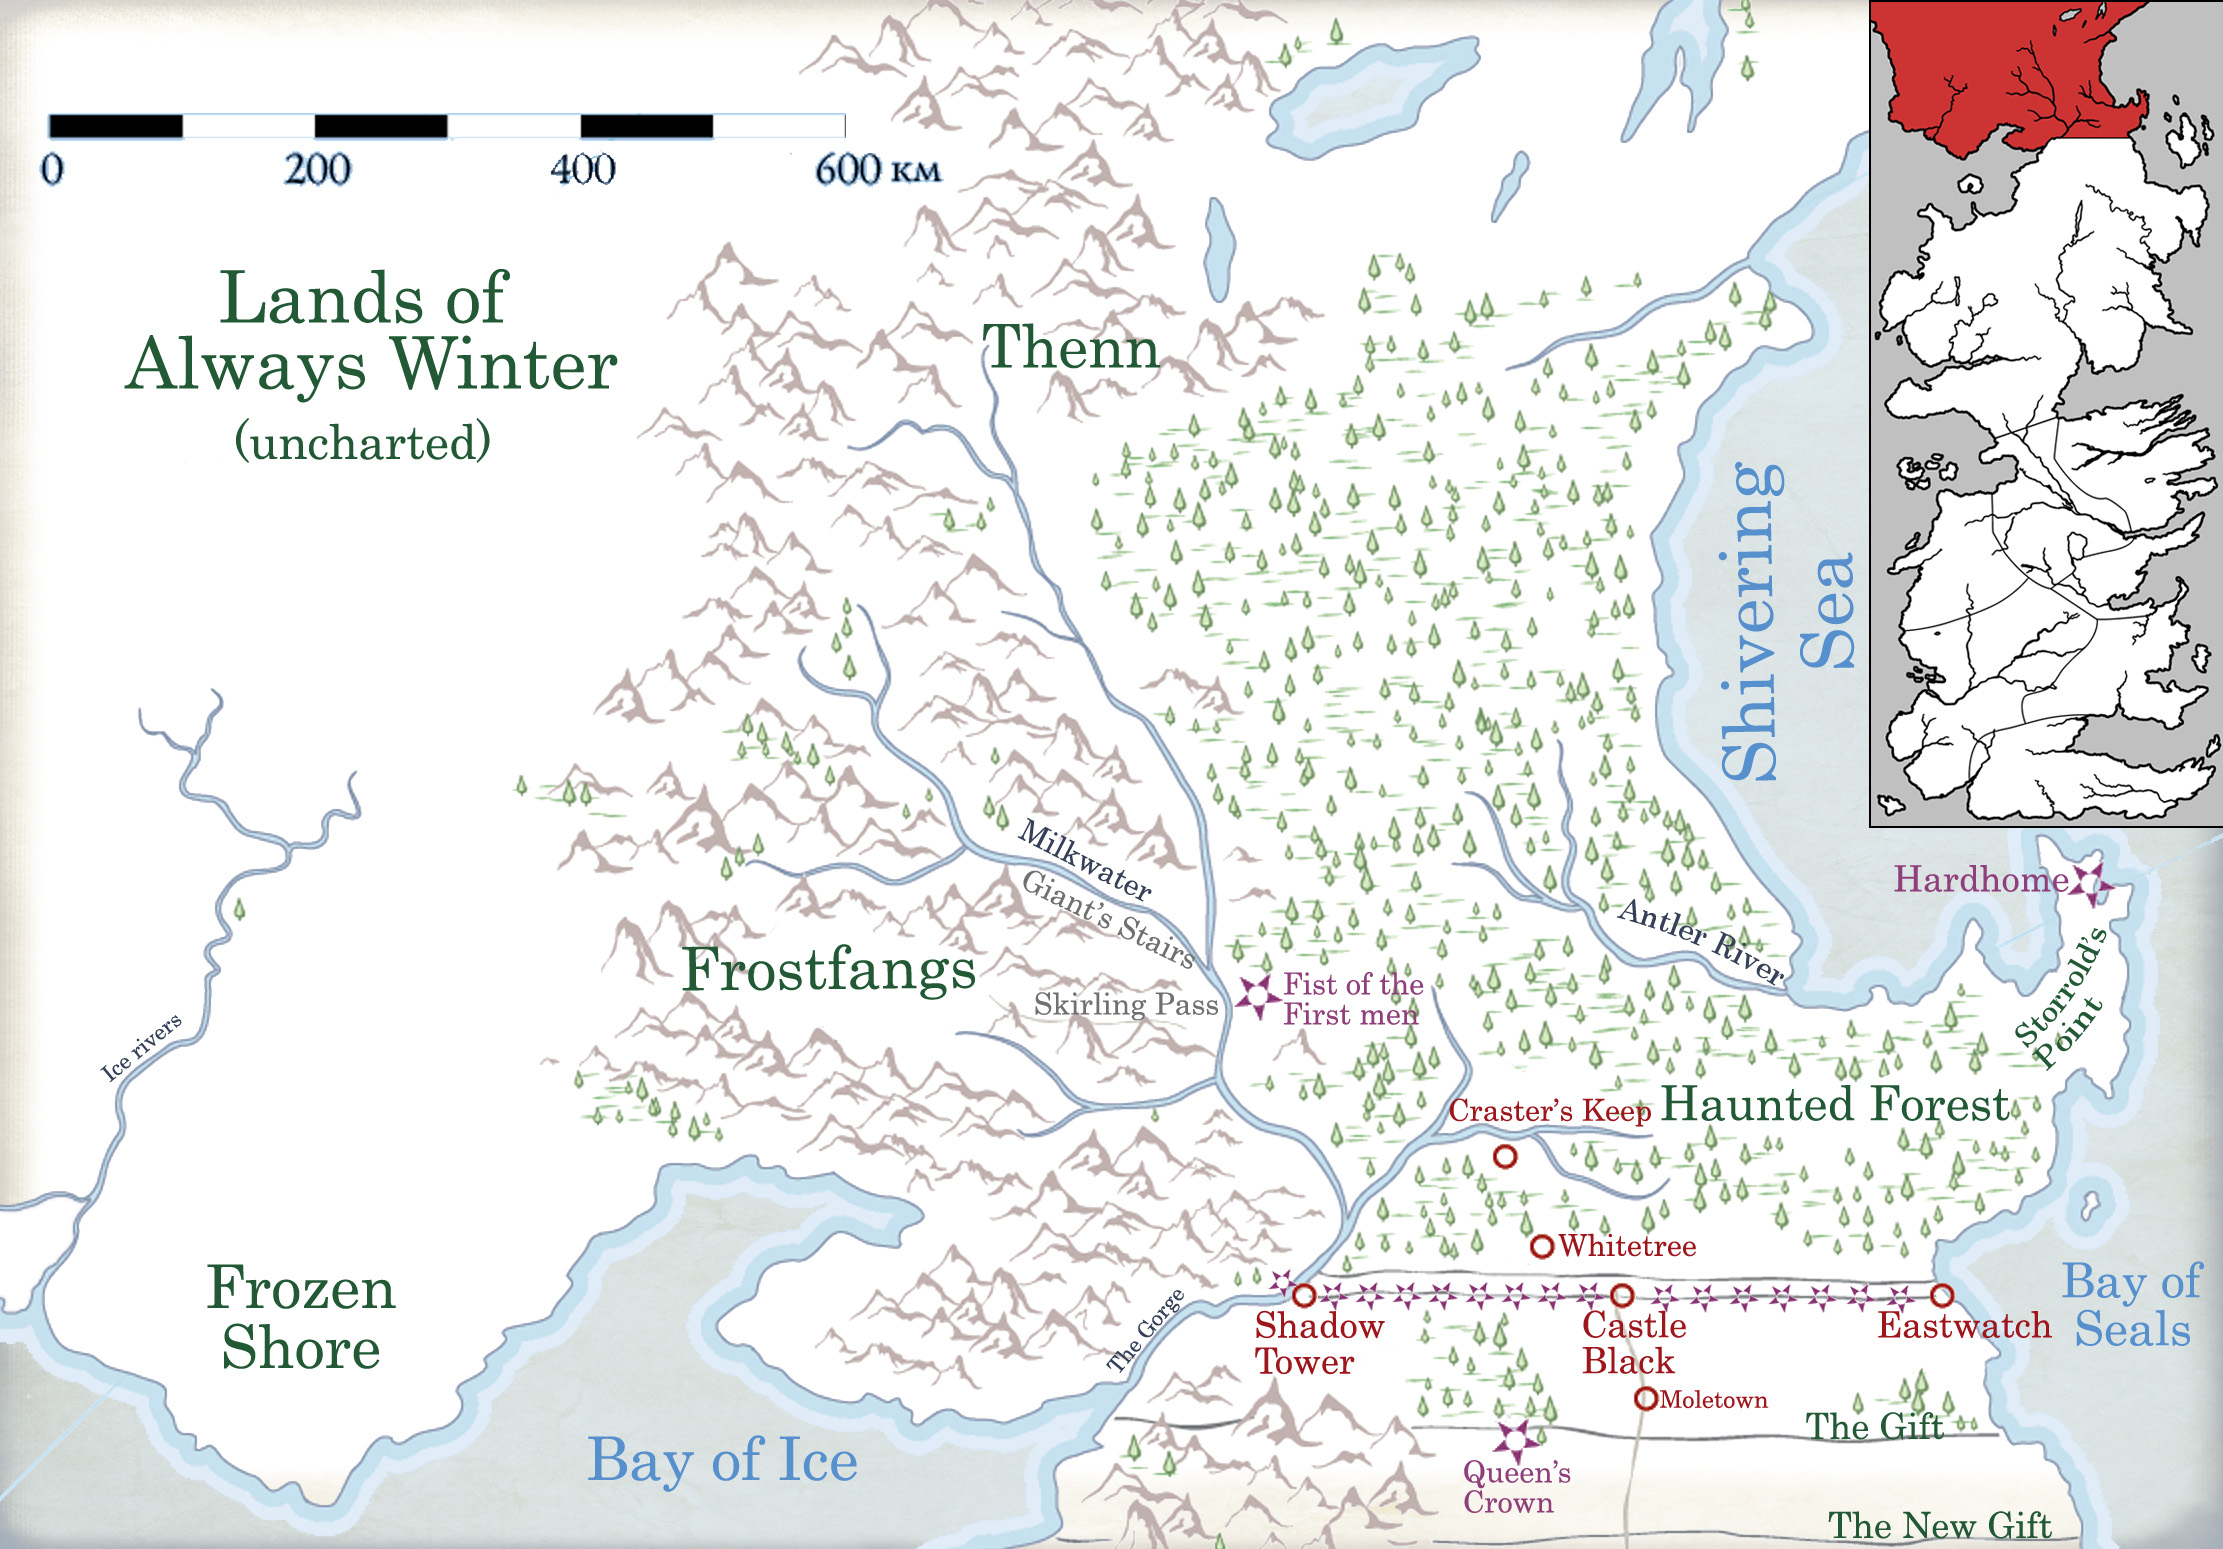 0 200 400 600 км
Lands of
Always Winter
(uncharted)
Thenn
Shivering
Sea
Milkwater
Giant's Stairs
Hardhome
Antler River
Frostfangs
Skirling Pass
Fist of the
First men
Storrold's
Point
Ice rivers
Craster's Keep
Haunted Forest
Whitetree
Frozen
Shore
The Gorge
Shadow
Tower
Castle
Black
Eastwatch
Bay of
Seals
Moletown
The Gift
Bay of Ice
Queen's
Crown
The New Gift